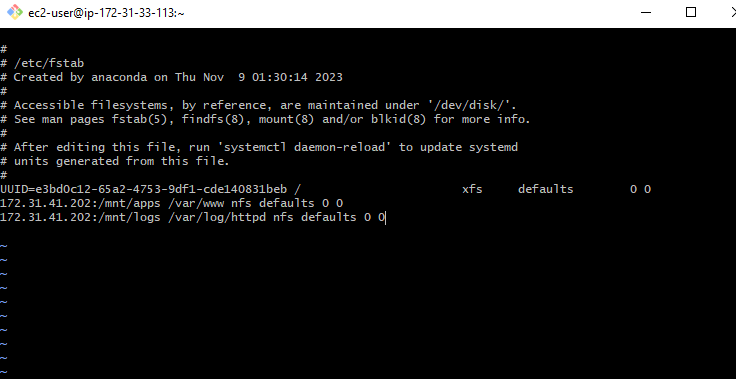 ec2-user@ip-172-31-33-113:~
#
# /etc/fstab
# Created by anaconda on Thu Nov  9 01:30:14 2023
#
# Accessible filesystems, by reference, are maintained under '/dev/disk/'.
# See man pages fstab(5), findfs(8), mount(8) and/or blkid(8) for more info.
#
# After editing this file, run 'systemctl daemon-reload' to update systemd
# units generated from this file.
#
UUID=e3bd0c12-65a2-4753-9df1-cde140831beb /                       xfs     defaults        0 0
172.31.41.202:/mnt/apps /var/www nfs defaults 0 0
172.31.41.202:/mnt/logs /var/log/httpd nfs defaults 0 0
~
~
~
~
~
~
~
~
~
~